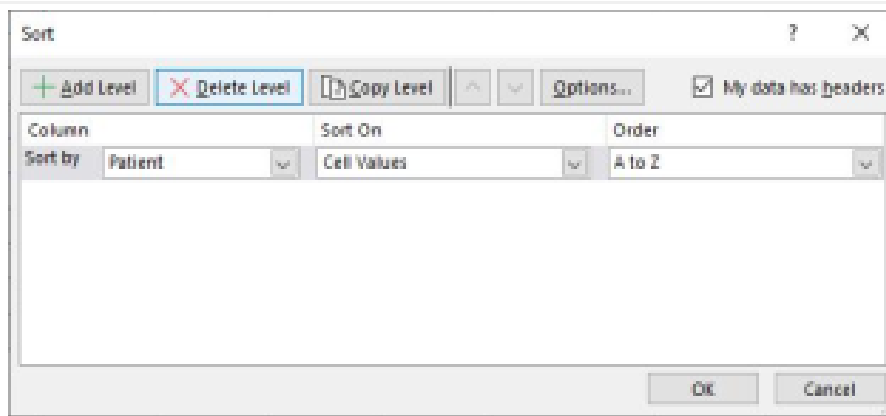 Sort ?
Add Level Delete Level Copy Level Options... My data has headers
Column Sort On Order
Sort by Patient Cell Values A to Z
OK Cancel